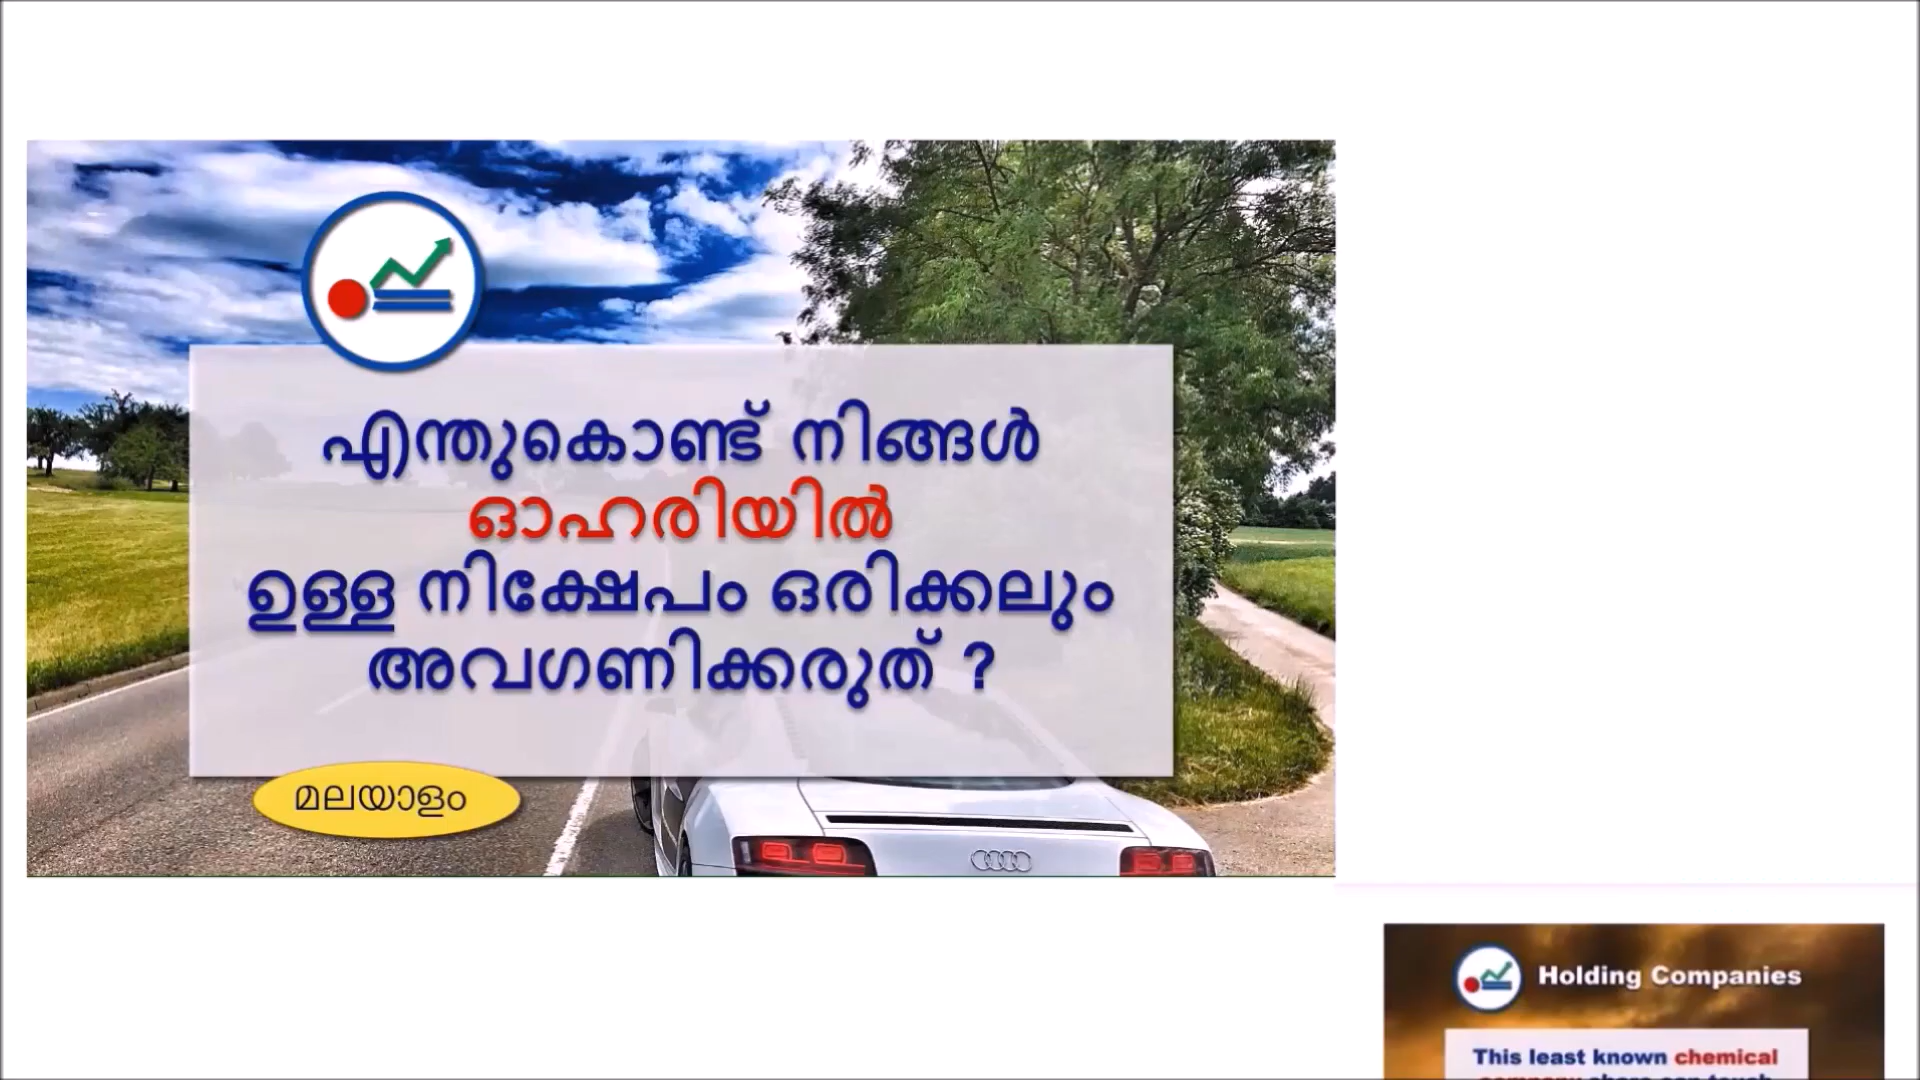 എന്തുകൊണ്ട് നിങ്ങൾ
ഓഹരിയിൽ
ഉള്ള നിക്ഷേപം ഒരിക്കലും
അവഗണിക്കരുത് ?
മലയാളം
Holding Companies
This least known chemical